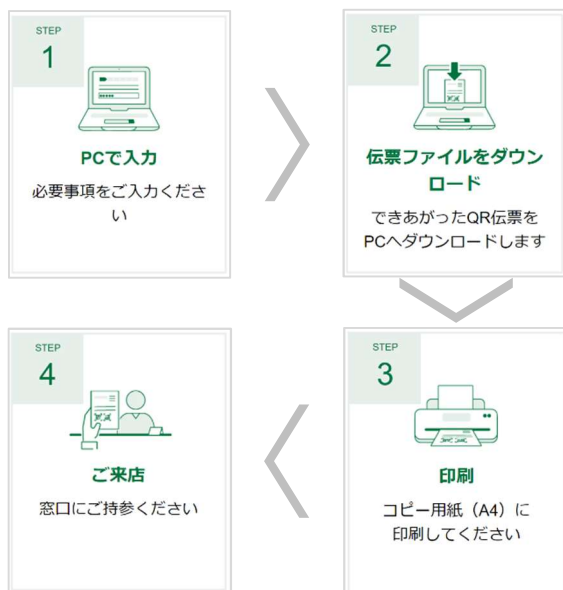 STEP
1
PCで入力
必要事項をご入力くださ
い
STEP
2
伝票ファイルをダウン
ロード
できあがったQR伝票を
PCへダウンロードします
STEP
3
印刷
コピー用紙（A4）に
印刷してください
STEP
4
ご来店
窓口にご持参ください